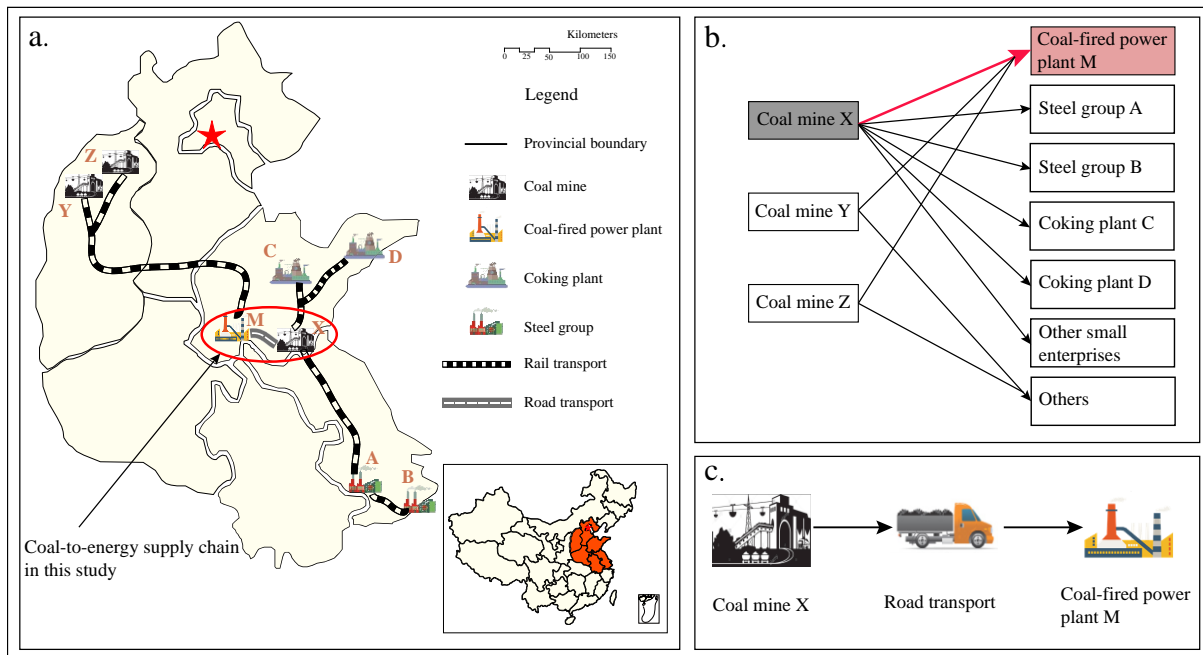 a.
Kilometers
0 25 50 100 150
Legend
Provincial boundary
Coal mine
Coal-fired power plant
Coking plant
Steel group
Rail transport
Road transport
Z
Y
C
D
M
X
A
B
Coal-to-energy supply chain
in this study
b.
Coal mine X
Coal mine Y
Coal mine Z
Coal-fired power
plant M
Steel group A
Steel group B
Coking plant C
Coking plant D
Other small
enterprises
Others
c.
Coal mine X
Road transport
Coal-fired power
plant M